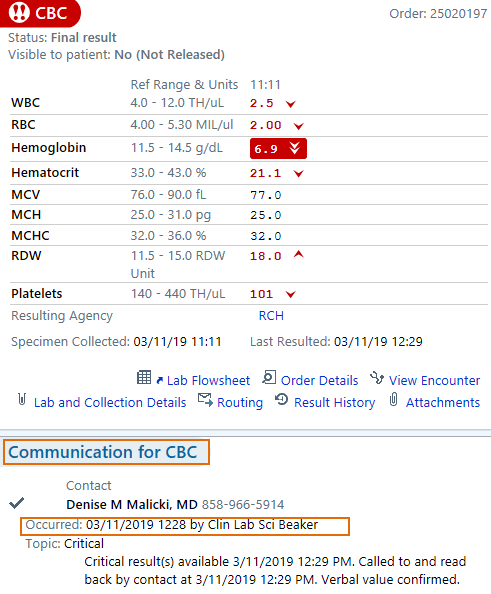 CBC
Order: 25020197
Status: Final result
Visible to patient: No (Not Released)
Ref Range & Units 11:11
WBC 4.0 - 12.0 TH/uL 2.5
RBC 4.00 - 5.30 MIL/ul 2.00
Hemoglobin 11.5 - 14.5 g/dL 6.9
Hematocrit 33.0 - 43.0 % 21.1
MCV 76.0 - 90.0 fL 77.0
MCH 25.0 - 31.0 pg 25.0
MCHC 32.0 - 36.0 % 32.0
RDW 11.5 - 15.0 RDW 18.0
Unit
Platelets 140 - 440 TH/uL 101
Resulting Agency RCH
Specimen Collected: 03/11/19 11:11 Last Resulted: 03/11/19 12:29
Lab Flowsheet Order Details View Encounter
Lab and Collection Details Routing Result History Attachments
Communication for CBC
Contact
Denise M Malicki, MD 858-966-5914
Occurred: 03/11/2019 1228 by Clin Lab Sci Beaker
Topic: Critical
Critical result(s) available 3/11/2019 12:29 PM. Called to and read
back by contact at 3/11/2019 12:29 PM. Verbal value confirmed.